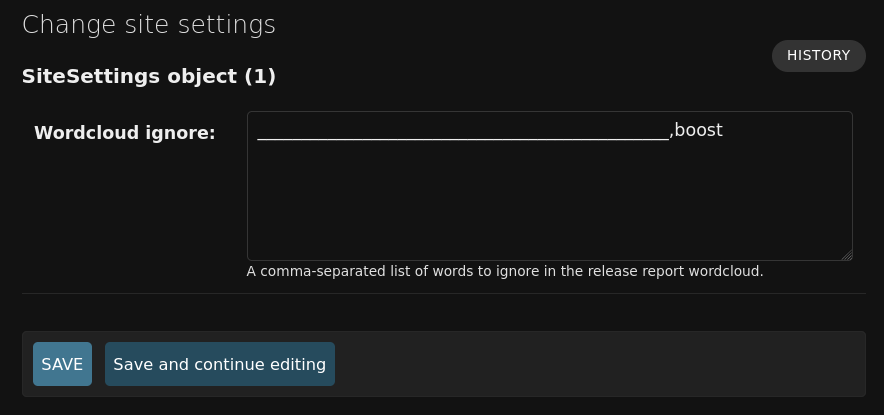 Change site settings
HISTORY
SiteSettings object (1)
Wordcloud ignore:
_______________________________________________,boost
A comma-separated list of words to ignore in the release report wordcloud.
SAVE
Save and continue editing